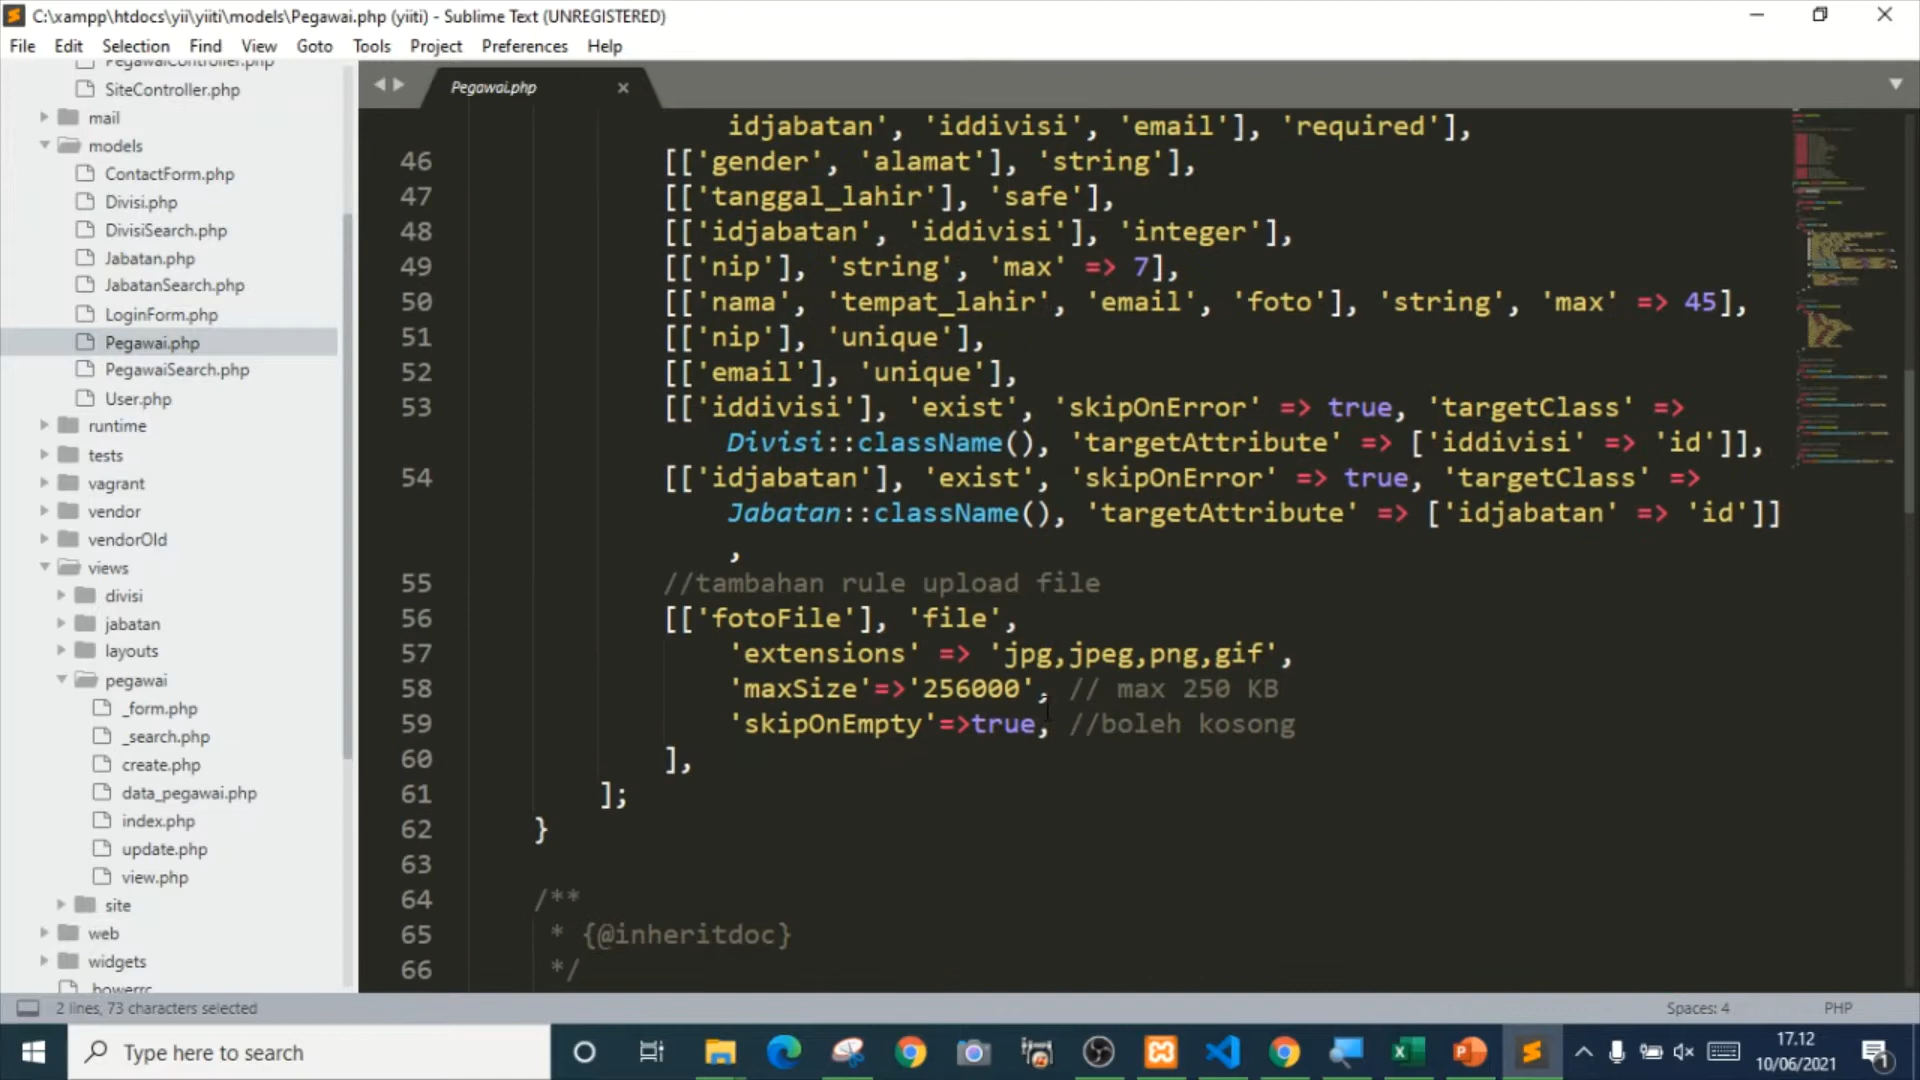 C:\xampp\htdocs\yii\yiiti\models\Pegawai.php (yiiti) - Sublime Text (UNREGISTERED)
File Edit Selection Find View Goto Tools Project Preferences Help
PegawaiController.php
SiteController.php
mail
models
ContactForm.php
Divisi.php
DivisiSearch.php
Jabatan.php
JabatanSearch.php
LoginForm.php
Pegawai.php
PegawaiSearch.php
User.php
runtime
tests
vagrant
vendor
vendorOld
views
divisi
jabatan
layouts
pegawai
_form.php
_search.php
create.php
data_pegawai.php
index.php
update.php
view.php
site
web
widgets
.bowerrc
Pegawai.php
idjabatan', 'iddivisi', 'email'], 'required'],
46 [['gender', 'alamat'], 'string'],
47 [['tanggal_lahir'], 'safe'],
48 [['idjabatan', 'iddivisi'], 'integer'],
49 [['nip'], 'string', 'max' => 7],
50 [['nama', 'tempat_lahir', 'email', 'foto'], 'string', 'max' => 45],
51 [['nip'], 'unique'],
52 [['email'], 'unique'],
53 [['iddivisi'], 'exist', 'skipOnError' => true, 'targetClass' =>
Divisi::className(), 'targetAttribute' => ['iddivisi' => 'id']],
54 [['idjabatan'], 'exist', 'skipOnError' => true, 'targetClass' =>
Jabatan::className(), 'targetAttribute' => ['idjabatan' => 'id']]
,
55 //tambahan rule upload file
56 [['fotoFile'], 'file',
57 'extensions' => 'jpg,jpeg,png,gif',
58 'maxSize'=>'256000', // max 250 KB
59 'skipOnEmpty'=>true, //boleh kosong
60 ],
61 ];
62 }
63
64 /**
65 * {@inheritdoc}
66 */
2 lines, 73 characters selected
Spaces: 4 PHP
Type here to search
17.12
10/06/2021
1